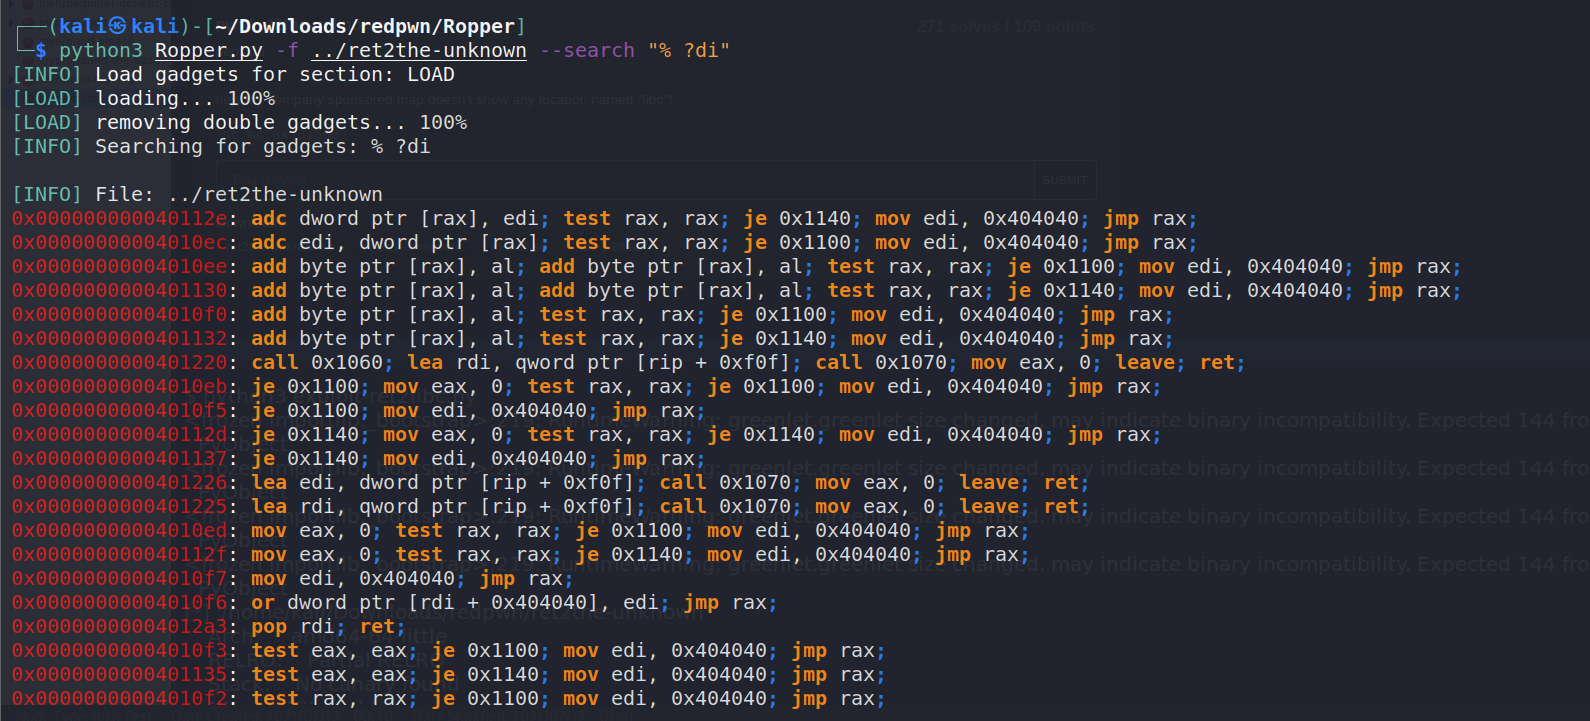 271 solves / 109 points
(kali㉿kali)-[~/Downloads/redpwn/Ropper]
$ python3 Ropper.py -f ../ret2the-unknown --search "% ?di"
[INFO] Load gadgets for section: LOAD
[LOAD] loading... 100%
[LOAD] removing double gadgets... 100%
[INFO] Searching for gadgets: % ?di
SUBMIT
[INFO] File: ../ret2the-unknown
0x000000000040112e: adc dword ptr [rax], edi; test rax, rax; je 0x1140; mov edi, 0x404040; jmp rax;
0x00000000004010ec: adc edi, dword ptr [rax]; test rax, rax; je 0x1100; mov edi, 0x404040; jmp rax;
0x00000000004010ee: add byte ptr [rax], al; add byte ptr [rax], al; test rax, rax; je 0x1100; mov edi, 0x404040; jmp rax;
0x0000000000401130: add byte ptr [rax], al; add byte ptr [rax], al; test rax, rax; je 0x1140; mov edi, 0x404040; jmp rax;
0x00000000004010f0: add byte ptr [rax], al; test rax, rax; je 0x1100; mov edi, 0x404040; jmp rax;
0x0000000000401132: add byte ptr [rax], al; test rax, rax; je 0x1140; mov edi, 0x404040; jmp rax;
0x0000000000401220: call 0x1060; lea rdi, qword ptr [rip + 0xf0f]; call 0x1070; mov eax, 0; leave; ret;
0x00000000004010eb: je 0x1100; mov eax, 0; test rax, rax; je 0x1100; mov edi, 0x404040; jmp rax;
0x00000000004010f5: je 0x1100; mov edi, 0x404040; jmp rax;
0x000000000040112d: je 0x1140; mov eax, 0; test rax, rax; je 0x1140; mov edi, 0x404040; jmp rax;
0x0000000000401137: je 0x1140; mov edi, 0x404040; jmp rax;
0x0000000000401226: lea edi, dword ptr [rip + 0xf0f]; call 0x1070; mov eax, 0; leave; ret;
0x0000000000401225: lea rdi, qword ptr [rip + 0xf0f]; call 0x1070; mov eax, 0; leave; ret;
0x00000000004010ed: mov eax, 0; test rax, rax; je 0x1100; mov edi, 0x404040; jmp rax;
0x000000000040112f: mov eax, 0; test rax, rax; je 0x1140; mov edi, 0x404040; jmp rax;
0x00000000004010f7: mov edi, 0x404040; jmp rax;
0x00000000004010f6: or dword ptr [rdi + 0x404040], edi; jmp rax;
0x00000000004012a3: pop rdi; ret;
0x00000000004010f3: test eax, eax; je 0x1100; mov edi, 0x404040; jmp rax;
0x0000000000401135: test eax, eax; je 0x1140; mov edi, 0x404040; jmp rax;
0x00000000004010f2: test rax, rax; je 0x1100; mov edi, 0x404040; jmp rax;